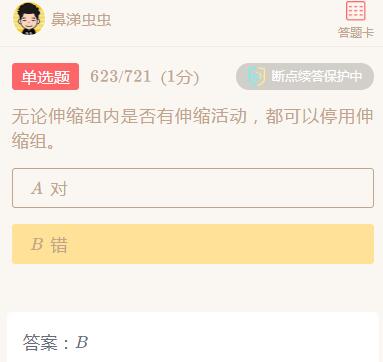 鼻涕虫虫
答题卡
单选题 623/721 (1分) 断点续答保护中
无论伸缩组内是否有伸缩活动，都可以停用伸
缩组。
A 对
B 错
答案：B